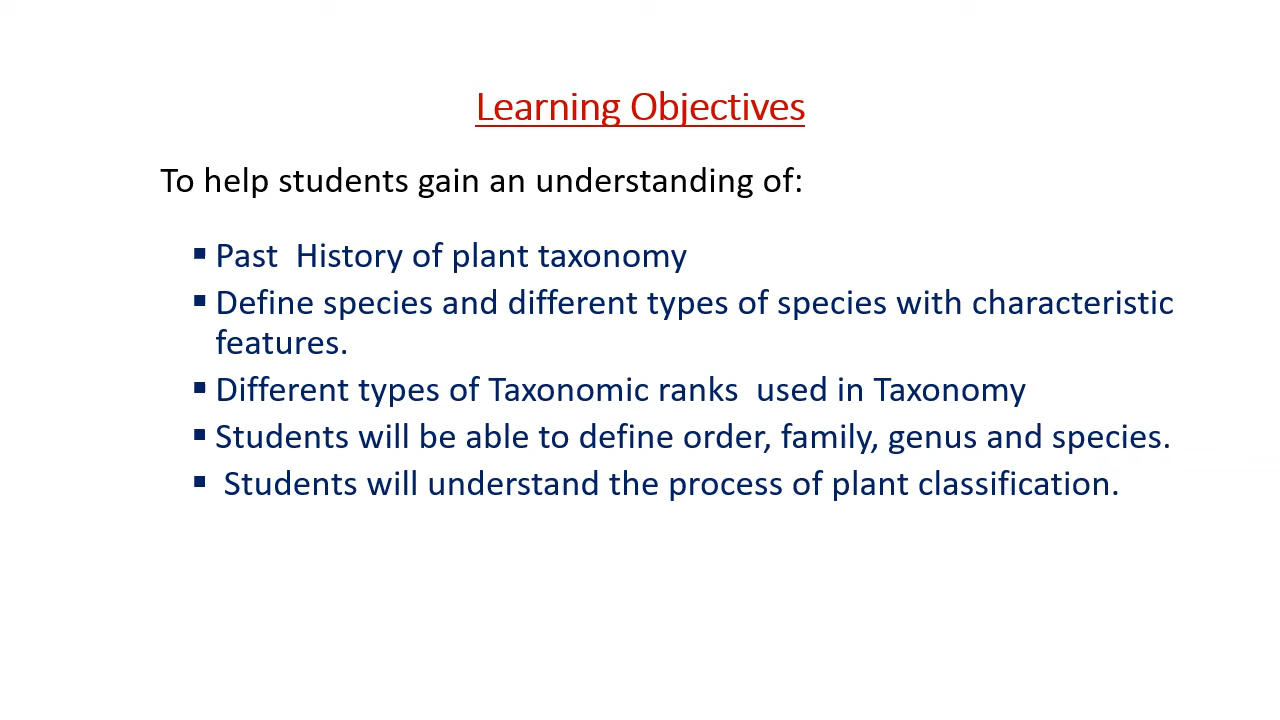 Learning Objectives
To help students gain an understanding of:
▪ Past  History of plant taxonomy
▪ Define species and different types of species with characteristic
features.
▪ Different types of Taxonomic ranks  used in Taxonomy
▪ Students will be able to define order, family, genus and species.
▪  Students will understand the process of plant classification.